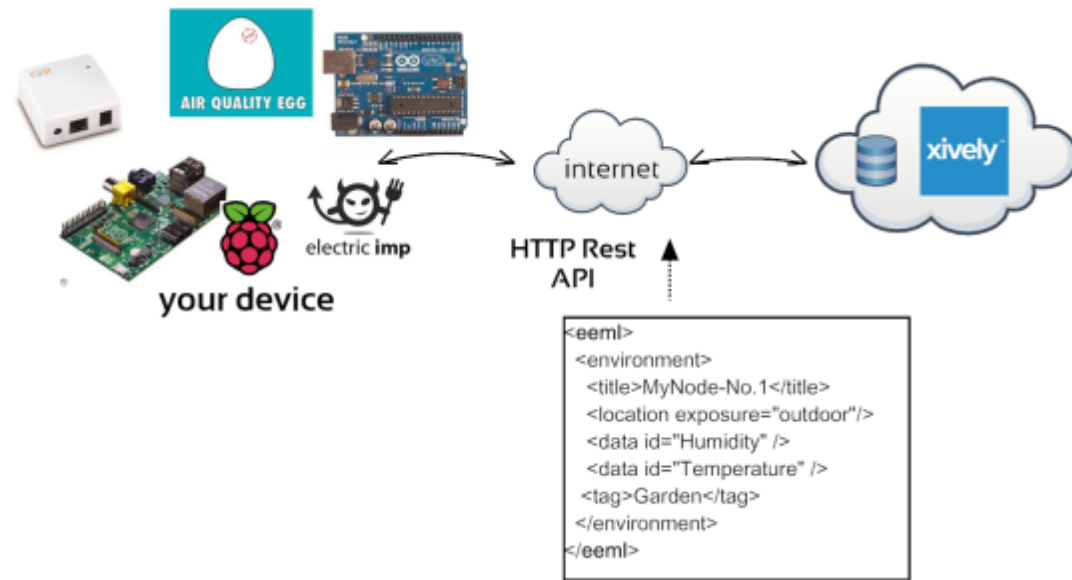 AIR QUALITY EGG
xively
internet
electric imp
HTTP Rest
API
your device
<eeml>
<environment>
<title>MyNode-No.1</title>
<location exposure="outdoor"/>
<data id="Humidity" />
<data id="Temperature" />
<tag>Garden</tag>
</environment>
</eeml>